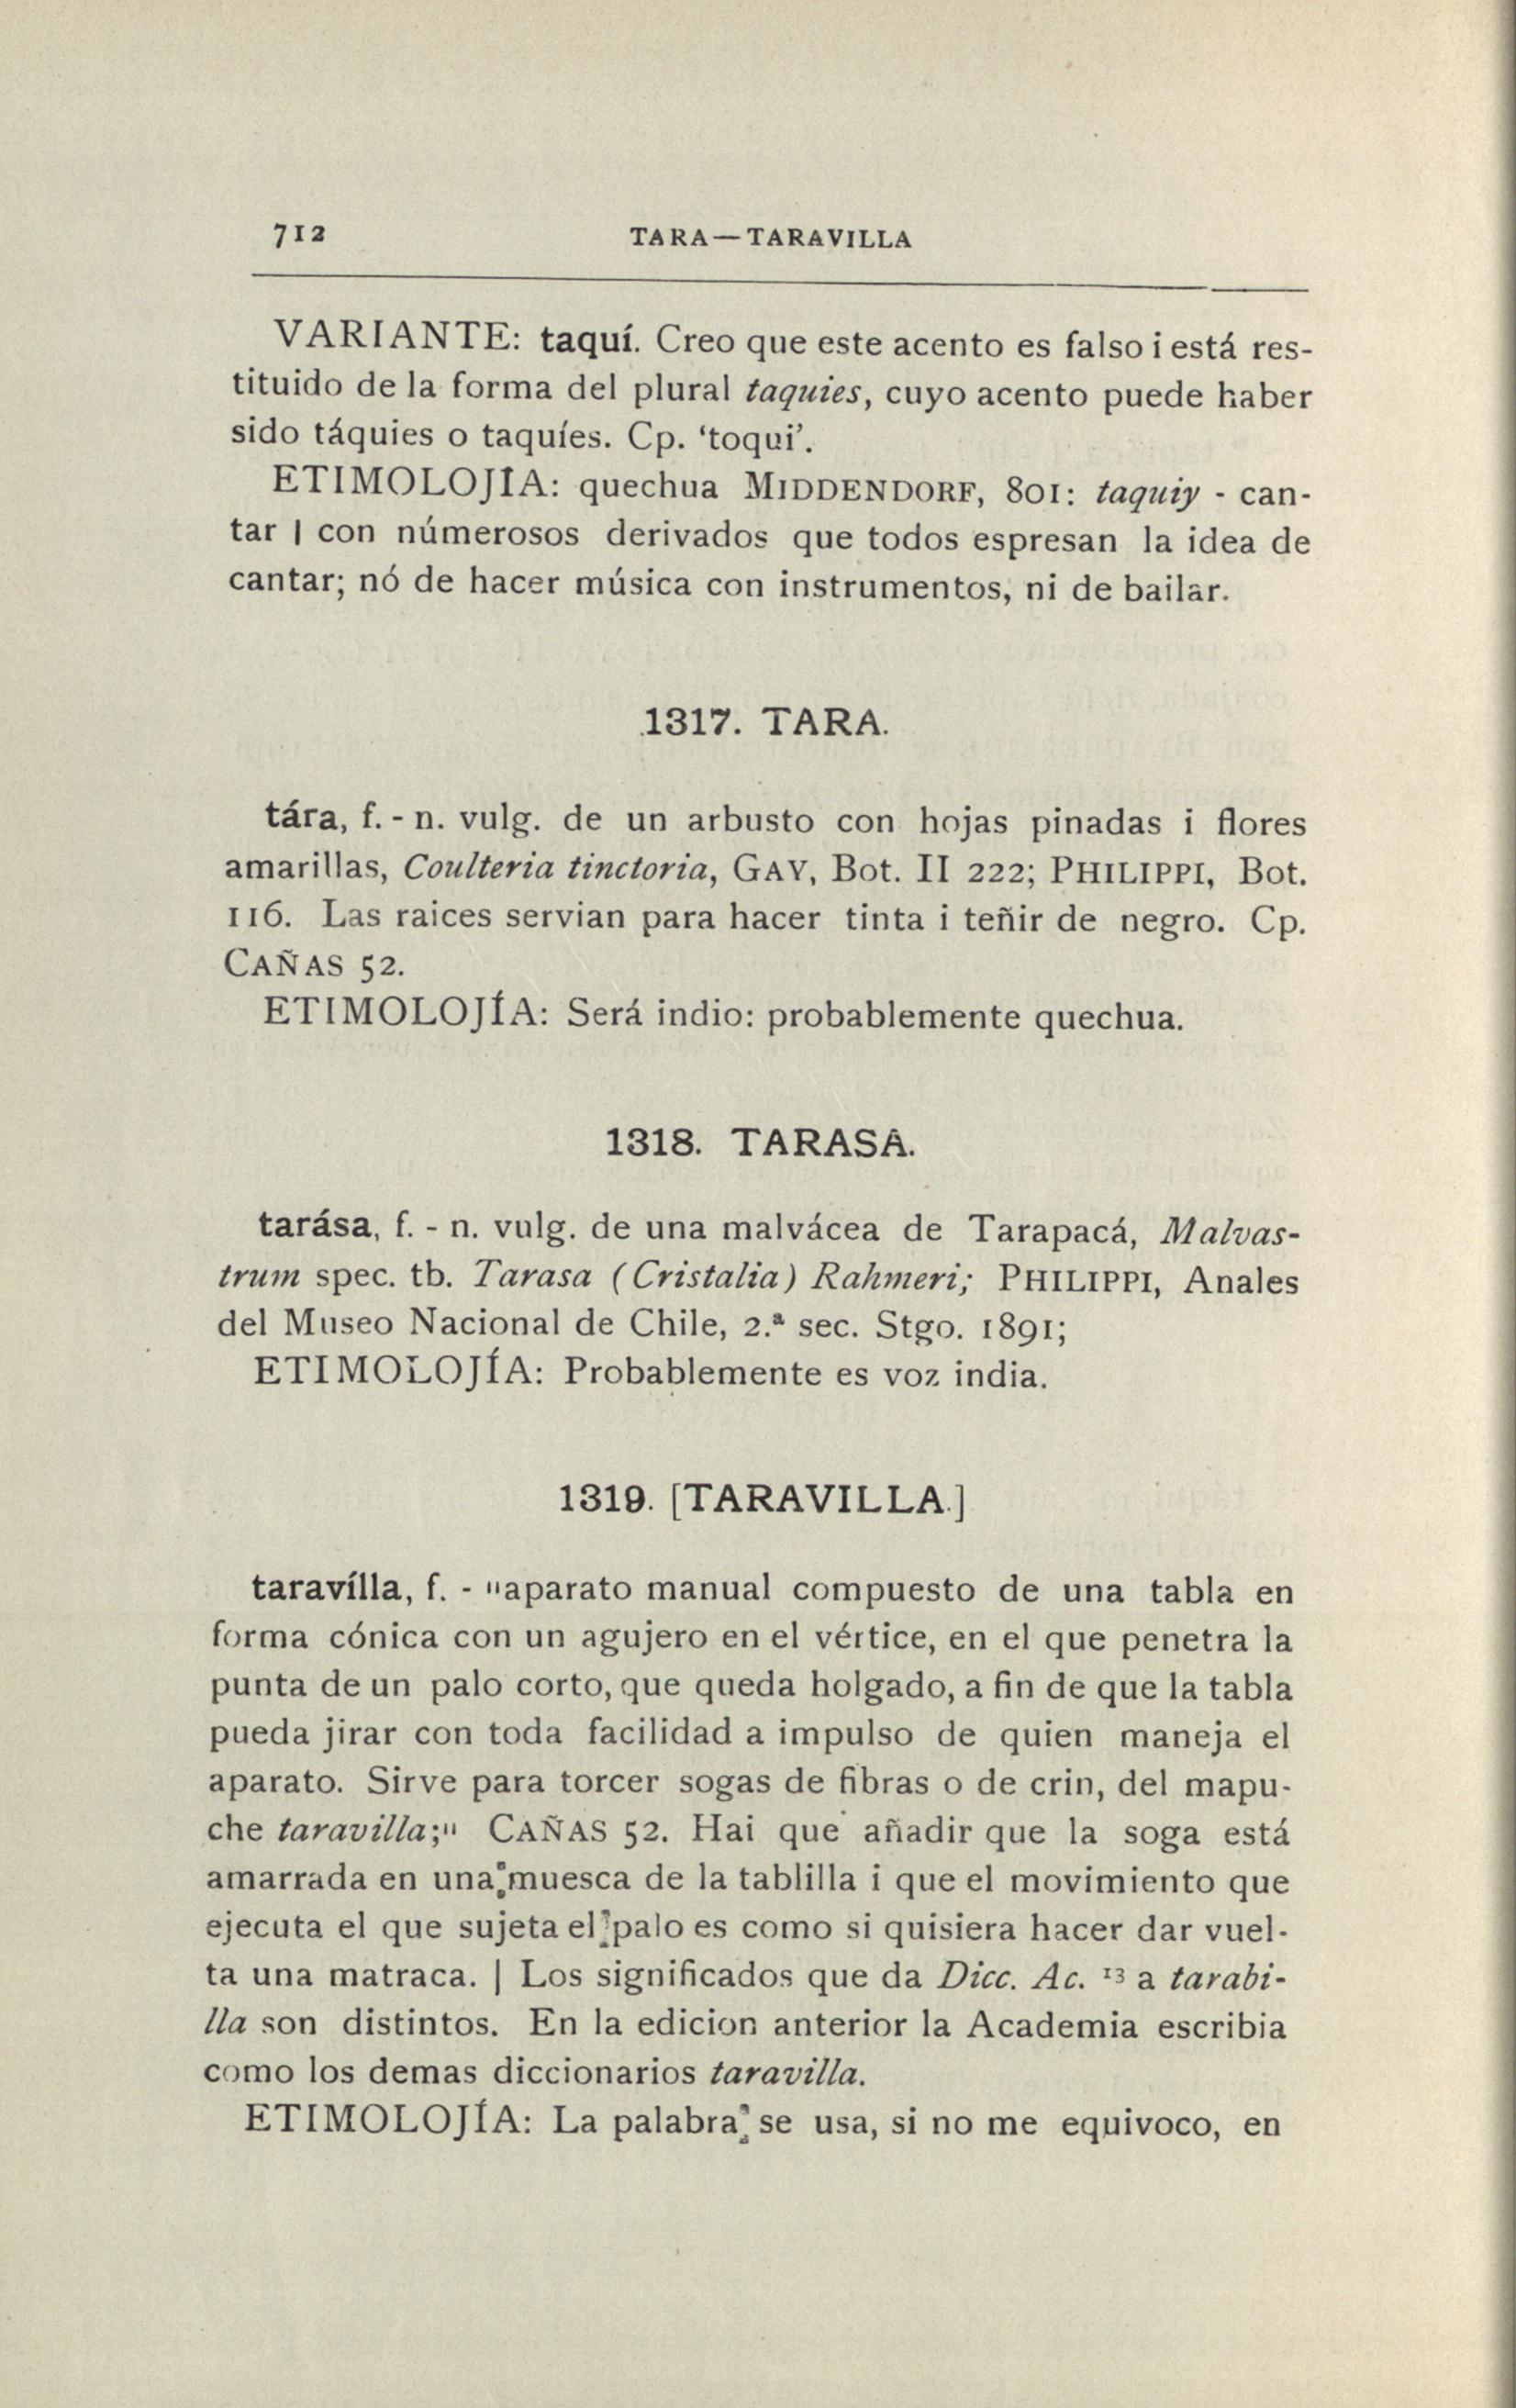 712
TARA—TARAVILLA
VARIANTE: taquí. Creo que este acento es falso i está res-
tituido de la forma del plural taquies, cuyo acento puede haber
sido táquies o taquíes. Cp. ‘toqui’.
ETIMOLOJÍA: quechua MIDDENDORF, 801: taquiy - can-
tar | con númerosos derivados que todos espresan la idea de
cantar; nó de hacer música con instrumentos, ni de bailar.
1317. TARA.
tára, f. - n. vulg. de un arbusto con hojas pinadas i flores
amarillas, Coulteria tinctoria, GAY, Bot. II 222; PHILIPPI, Bot.
116. Las raices servian para hacer tinta i teñir de negro. Cp.
CAÑAS 52.
ETIMOLOJÍA: Será indio: probablemente quechua.
1318. TARASA.
tarása, f. - n. vulg. de una malvácea de Tarapacá, Malvas-
trum spec. tb. Tarasa (Cristalia) Rahmeri; PHILIPPI, Anales
del Museo Nacional de Chile, 2.ª sec. Stgo. 1891;
ETIMOLOJÍA: Probablemente es voz india.
1319. [TARAVILLA.]
taravílla, f. - "aparato manual compuesto de una tabla en
forma cónica con un agujero en el vértice, en el que penetra la
punta de un palo corto, que queda holgado, a fin de que la tabla
pueda jirar con toda facilidad a impulso de quien maneja el
aparato. Sirve para torcer sogas de fibras o de crin, del mapu-
che taravilla;" CAÑAS 52. Hai que añadir que la soga está
amarrada en una muesca de la tablilla i que el movimiento que
ejecuta el que sujeta el palo es como si quisiera hacer dar vuel-
ta una matraca. | Los significados que da Dicc. Ac. ¹³ a tarabi-
lla son distintos. En la edicion anterior la Academia escribia
como los demas diccionarios taravilla.
ETIMOLOJÍA: La palabra se usa, si no me equivoco, en